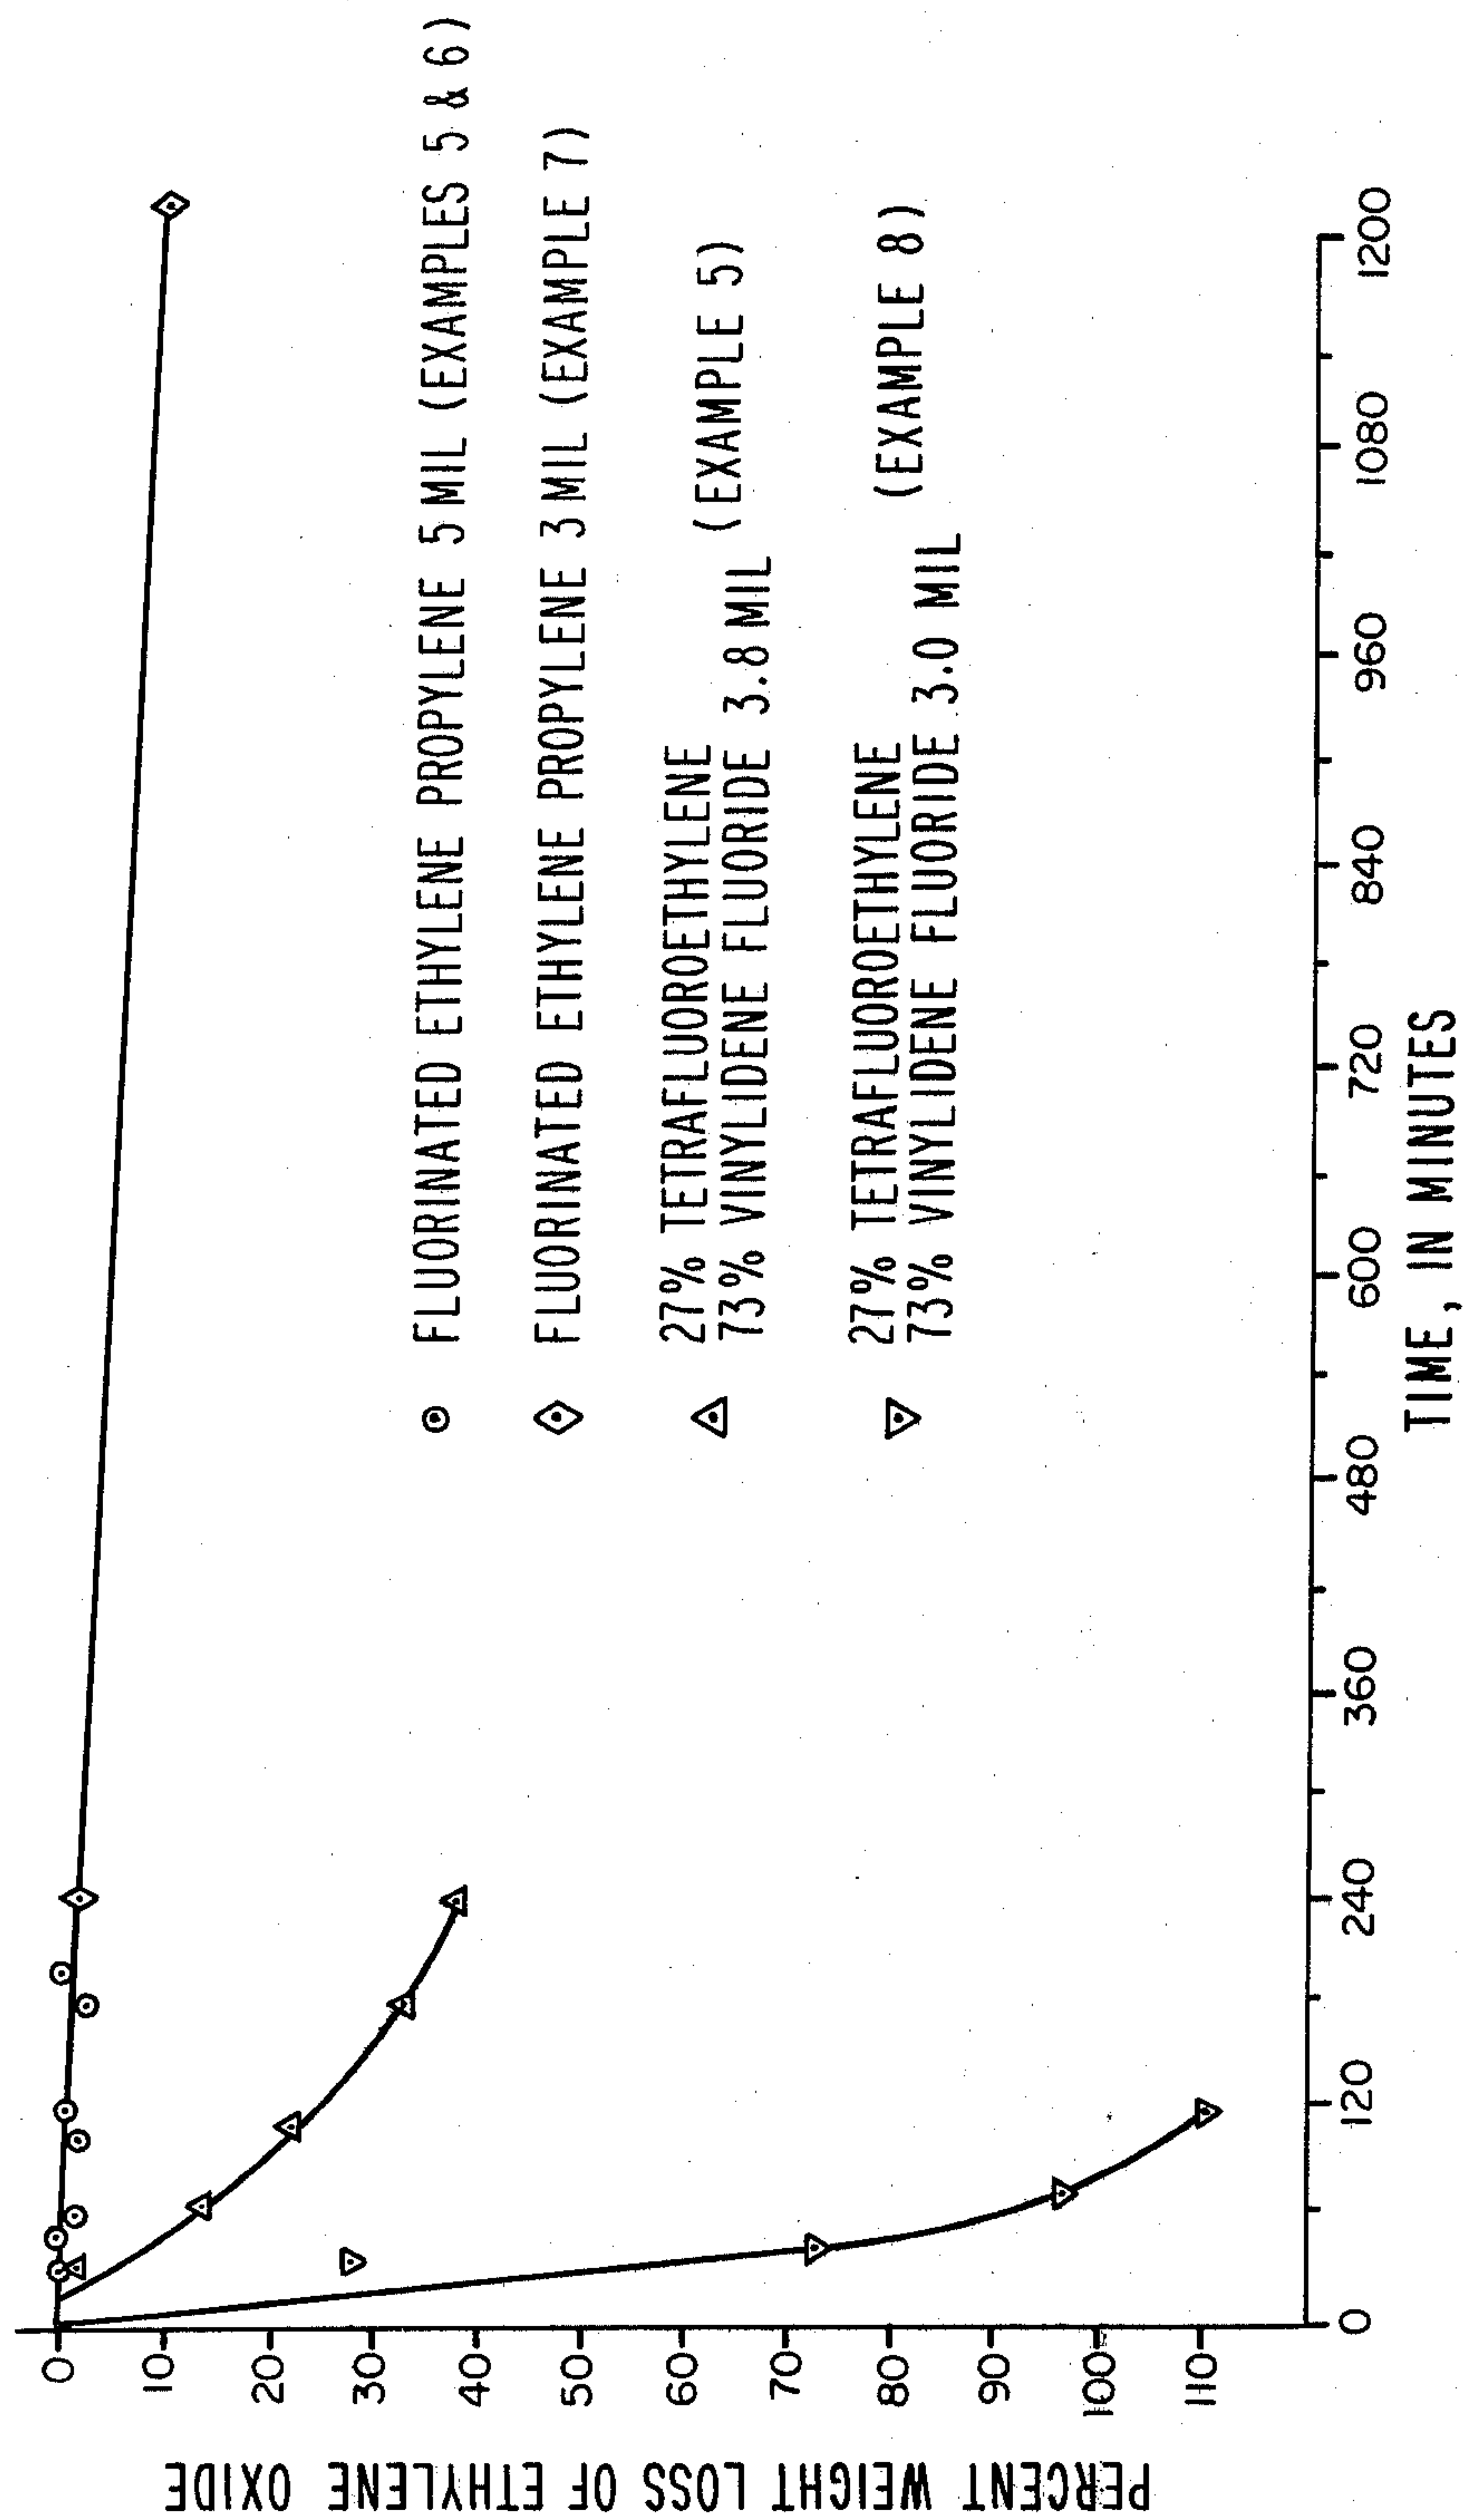 PERCENT WEIGHT LOSS OF ETHYLENE OXIDE
0
10
20
30
40
50
60
70
80
90
100
110
FLUORINATED ETHYLENE PROPYLENE 5 MIL (EXAMPLES 5 & 6)
FLUORINATED ETHYLENE PROPYLENE 3 MIL (EXAMPLE 7)
27% TETRAFLUOROETHYLENE
73% VINYLIDENE FLUORIDE 3.8 MIL (EXAMPLE 5)
27% TETRAFLUOROETHYLENE
73% VINYLIDENE FLUORIDE 3.0 MIL (EXAMPLE 8)
0 120 240 360 480 600 720 840 960 1080 1200
TIME, IN MINUTES